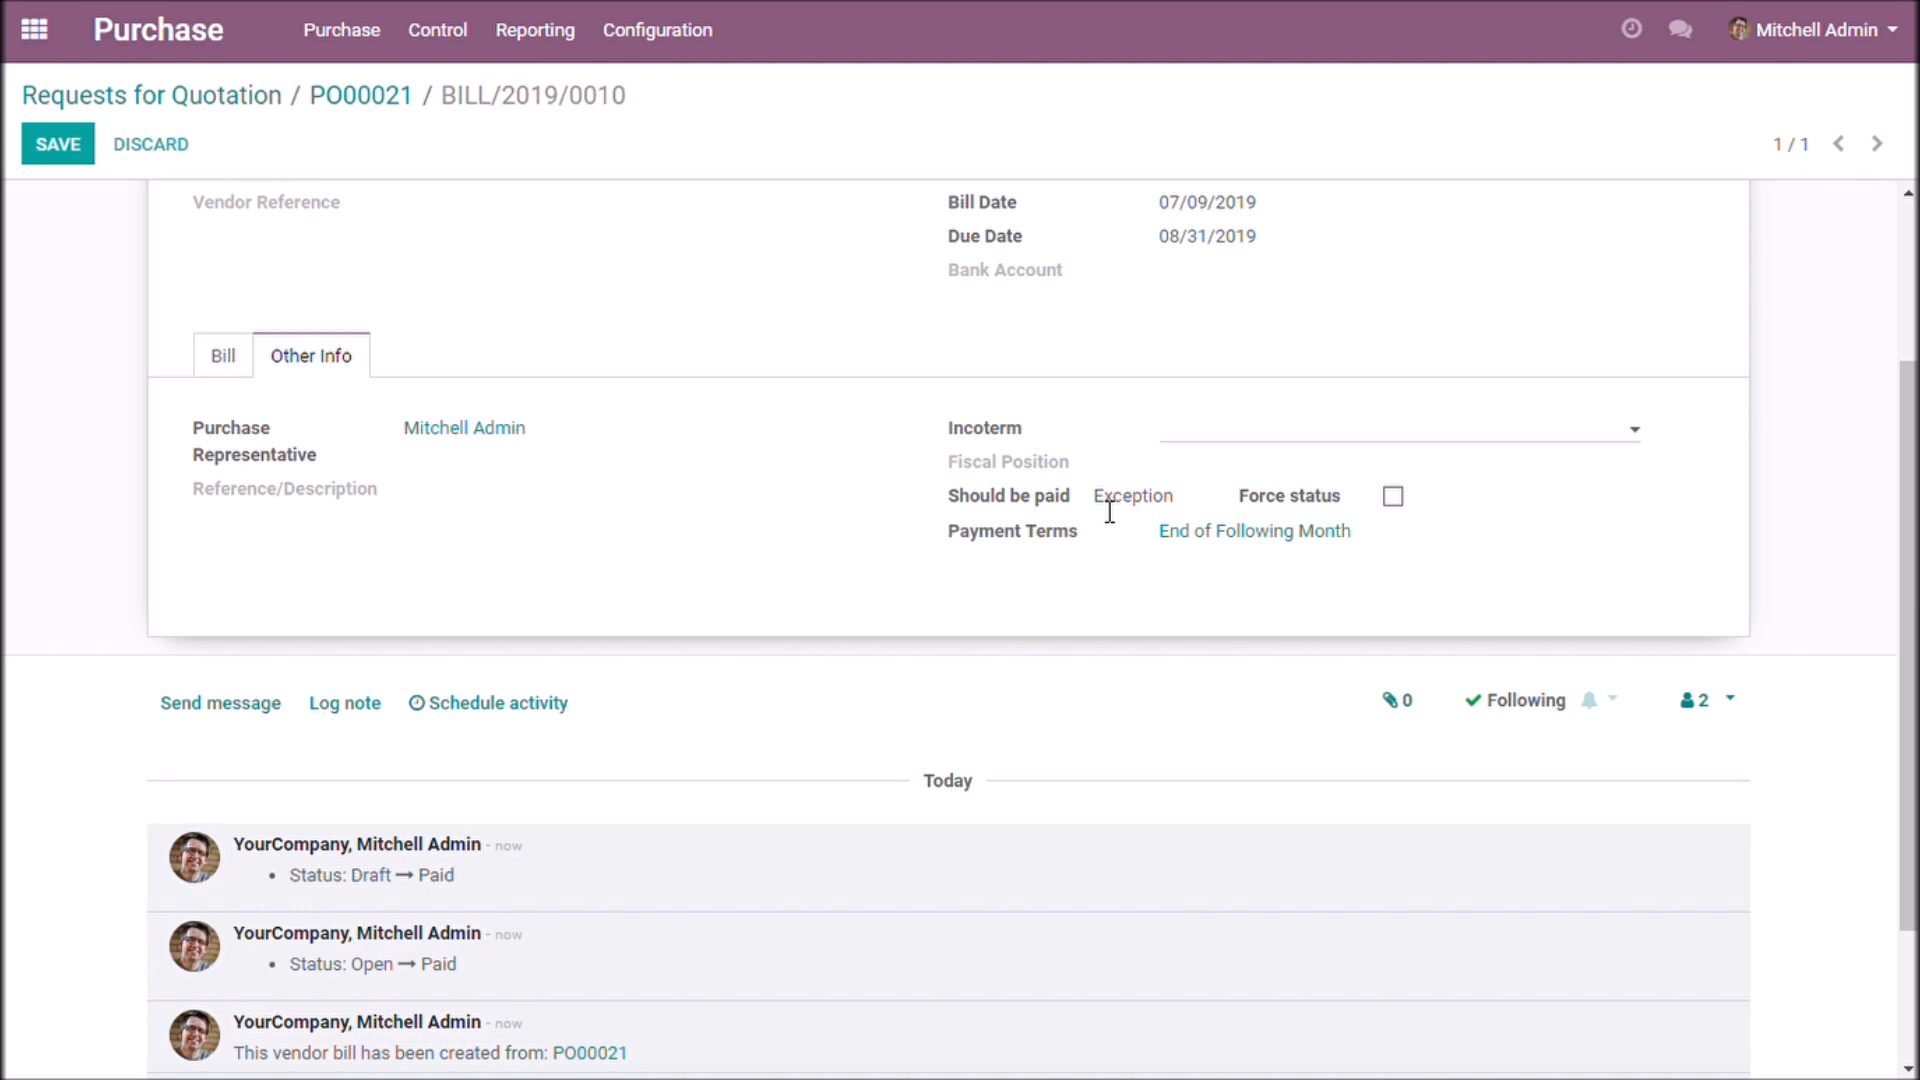 Purchase Purchase Control Reporting Configuration Mitchell Admin
Requests for Quotation / PO00021 / BILL/2019/0010
SAVE DISCARD 1 / 1
Vendor Reference Bill Date 07/09/2019
Due Date 08/31/2019
Bank Account
Bill Other Info
Purchase Representative Mitchell Admin Incoterm
Reference/Description Fiscal Position
Should be paid Exception Force status
Payment Terms End of Following Month
Send message Log note Schedule activity 0 Following 2
Today
YourCompany, Mitchell Admin - now
• Status: Draft → Paid
YourCompany, Mitchell Admin - now
• Status: Open → Paid
YourCompany, Mitchell Admin - now
This vendor bill has been created from: PO00021